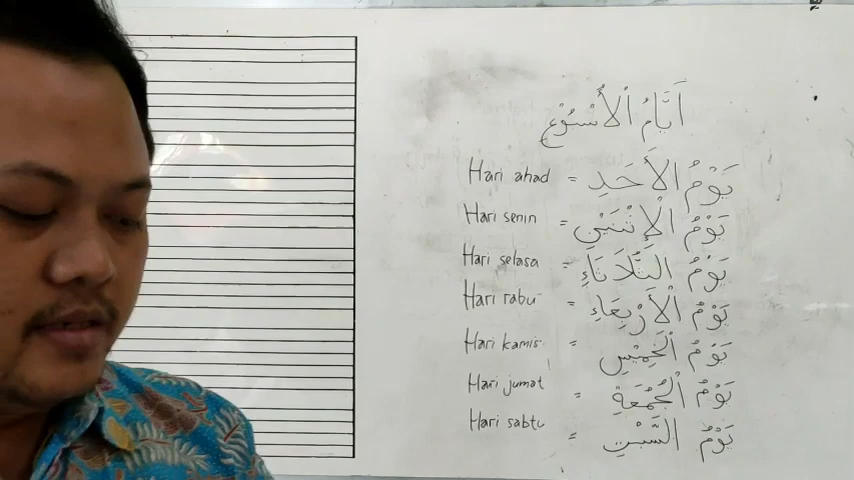 أَيَّامُ الْأُسْبُوْعِ
يَوْمُ الْأَحَدِ = Hari ahad
يَوْمُ الْإِثْنَيْنِ = Hari senin
يَوْمُ الثَّلَاثَاءِ = Hari selasa
يَوْمُ الْأَرْبِعَاءِ = Hari rabu
يَوْمُ الْخَمِيْسِ = Hari kamis
يَوْمُ الْجُمُعَةِ = Hari jumat
يَوْمُ السَّبْتِ = Hari sabtu